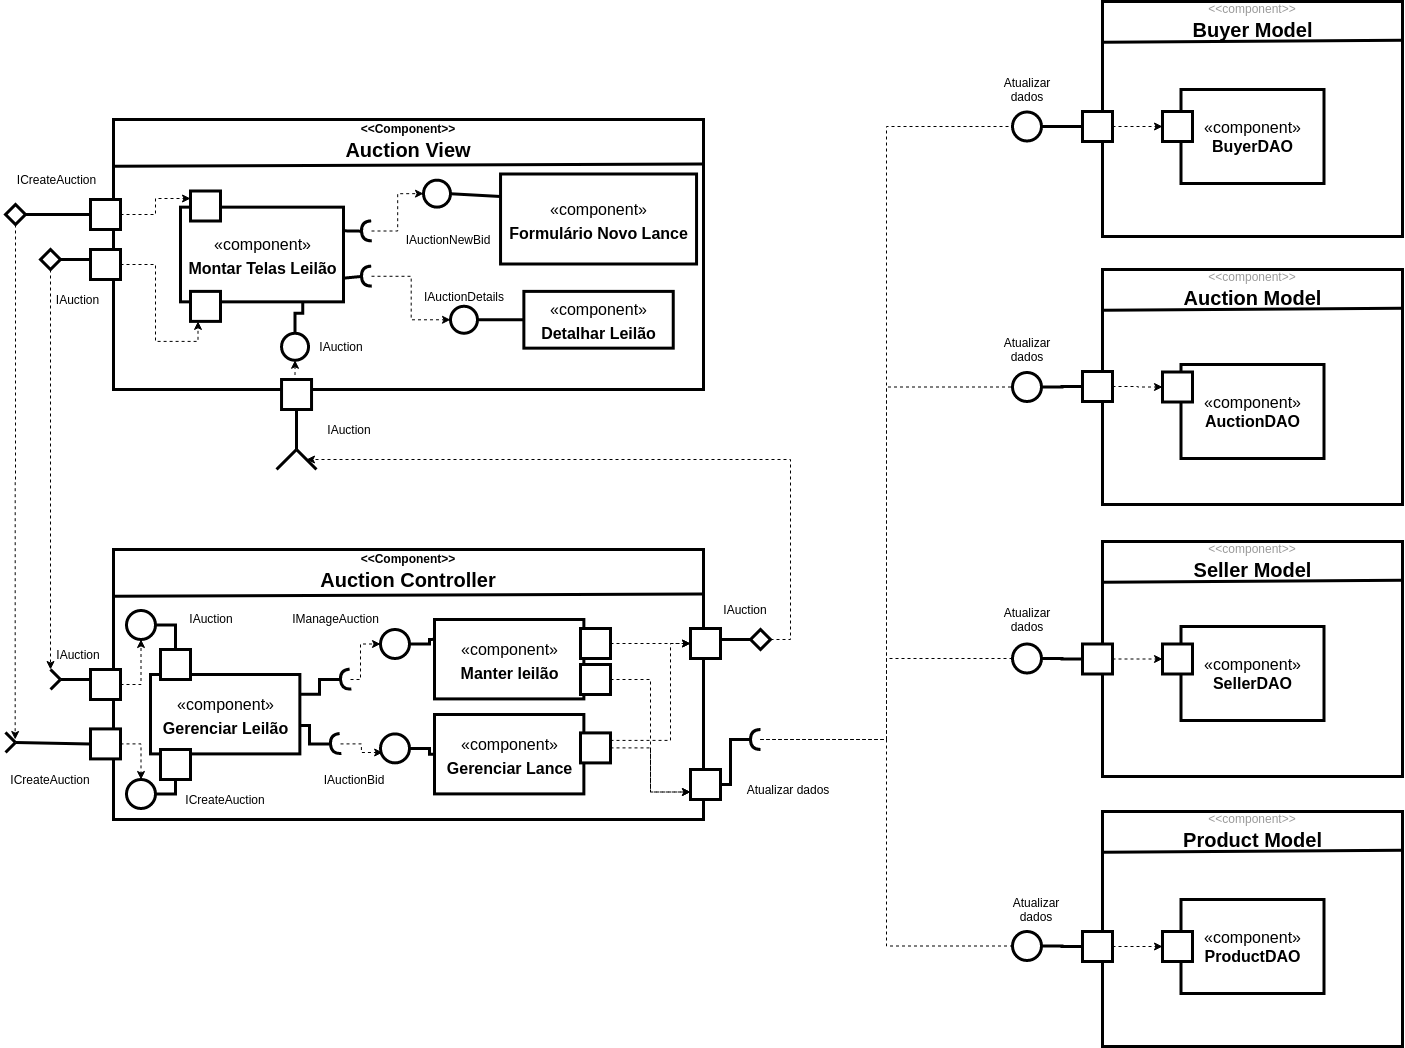 <<Component>>
Auction View
ICreateAuction
IAuction
«component»
Montar Telas Leilão
IAuctionNewBid
«component»
Formulário Novo Lance
IAuctionDetails
«component»
Detalhar Leilão
IAuction
IAuction
<<Component>>
Auction Controller
IAuction
IAuction
ICreateAuction
«component»
Gerenciar Leilão
ICreateAuction
IManageAuction
IAuctionBid
«component»
Manter leilão
«component»
Gerenciar Lance
IAuction
Atualizar dados
<<component>>
Buyer Model
Atualizar
dados
«component»
BuyerDAO
<<component>>
Auction Model
Atualizar
dados
«component»
AuctionDAO
<<component>>
Seller Model
Atualizar
dados
«component»
SellerDAO
<<component>>
Product Model
Atualizar
dados
«component»
ProductDAO